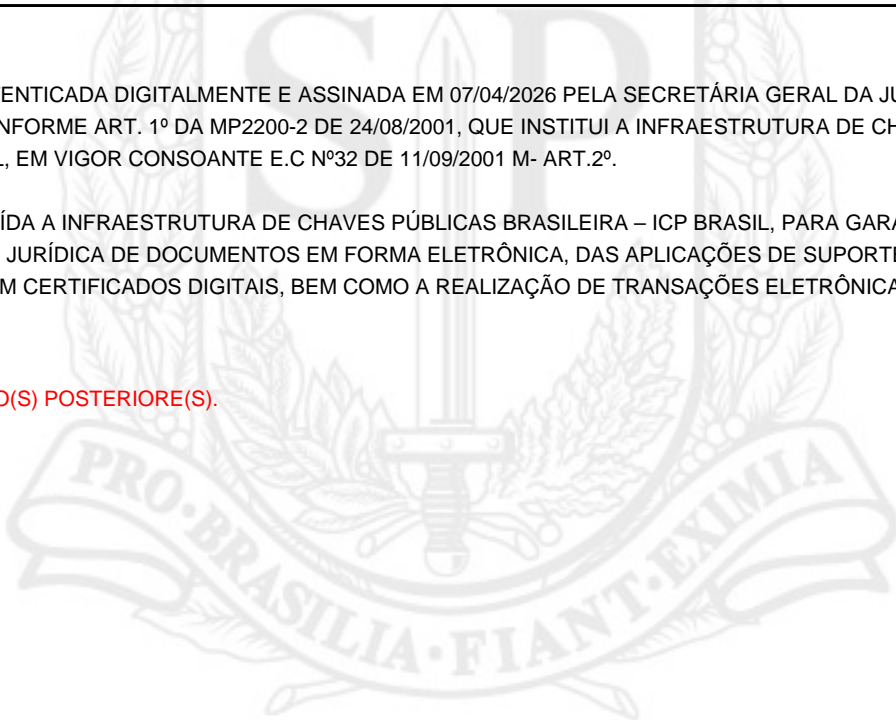 ENTICADA DIGITALMENTE E ASSINADA EM 07/04/2026 PELA SECRETÁRIA GERAL DA JU
NFORME ART. 1º DA MP2200-2 DE 24/08/2001, QUE INSTITUI A INFRAESTRUTURA DE CH
L, EM VIGOR CONSOANTE E.C Nº32 DE 11/09/2001 M- ART.2º.
ÍDA A INFRAESTRUTURA DE CHAVES PÚBLICAS BRASILEIRA – ICP BRASIL, PARA GARA
JURÍDICA DE DOCUMENTOS EM FORMA ELETRÔNICA, DAS APLICAÇÕES DE SUPORTE
M CERTIFICADOS DIGITAIS, BEM COMO A REALIZAÇÃO DE TRANSAÇÕES ELETRÔNICA
O(S) POSTERIORE(S).
SP
PRO·BRASILIA·FIANT·EXIMIA